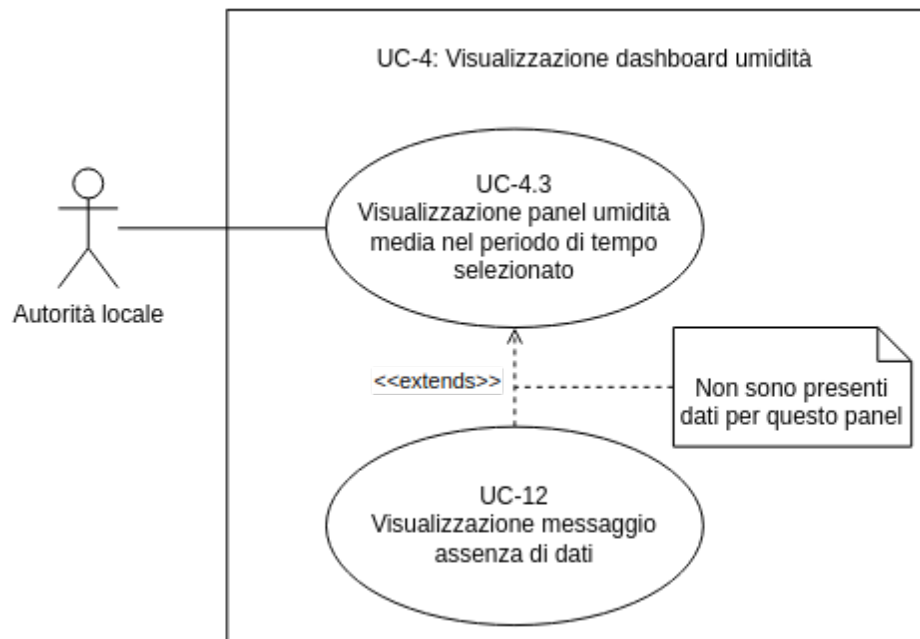 UC-4: Visualizzazione dashboard umidità
UC-4.3
Visualizzazione panel umidità
media nel periodo di tempo
selezionato
Autorità locale
<<extends>>
Non sono presenti
dati per questo panel
UC-12
Visualizzazione messaggio
assenza di dati